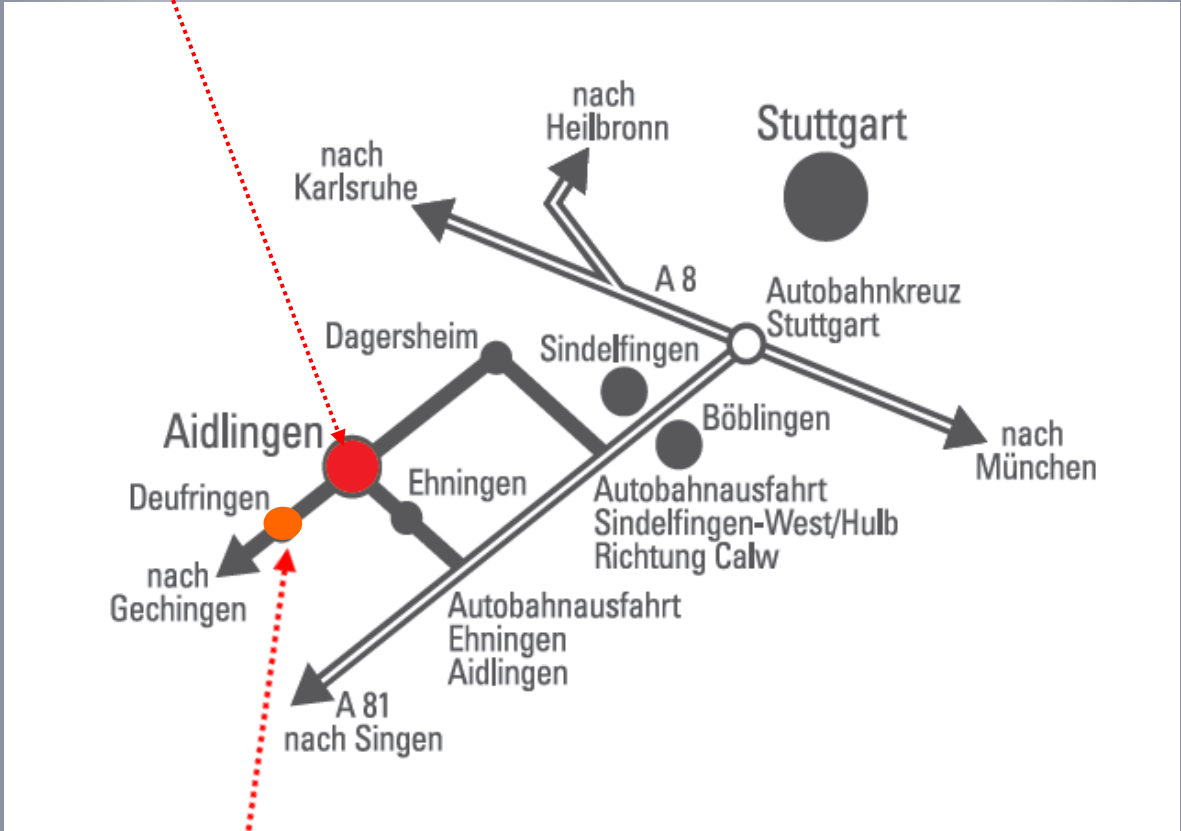 nach
Heilbronn
Stuttgart
nach
Karlsruhe
A 8
Autobahnkreuz
Stuttgart
Dagersheim
Sindelfingen
Aidlingen
Böblingen
nach
München
Deufringen
Ehningen
Autobahnausfahrt
Sindelfingen-West/Hulb
Richtung Calw
nach
Gechingen
Autobahnausfahrt
Ehningen
Aidlingen
A 81
nach Singen